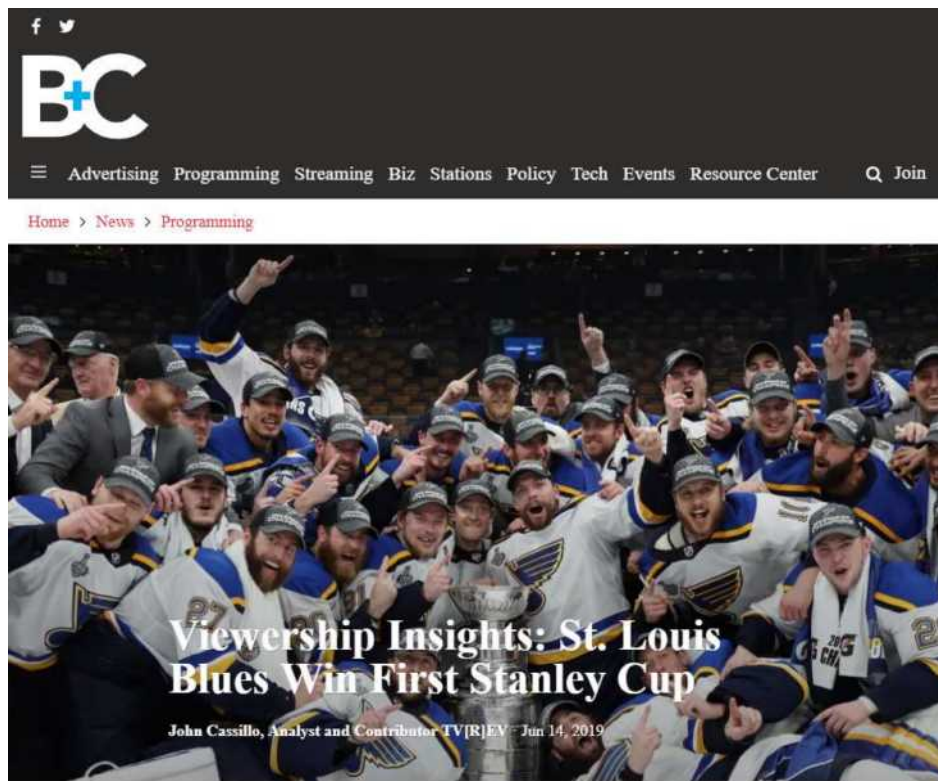 B+C
Advertising Programming Streaming Biz Stations Policy Tech Events Resource Center Join
Home > News > Programming
27
Viewership Insights: St. Louis
Blues Win First Stanley Cup
John Cassillo, Analyst and Contributor TV[R]EV - Jun 14, 2019